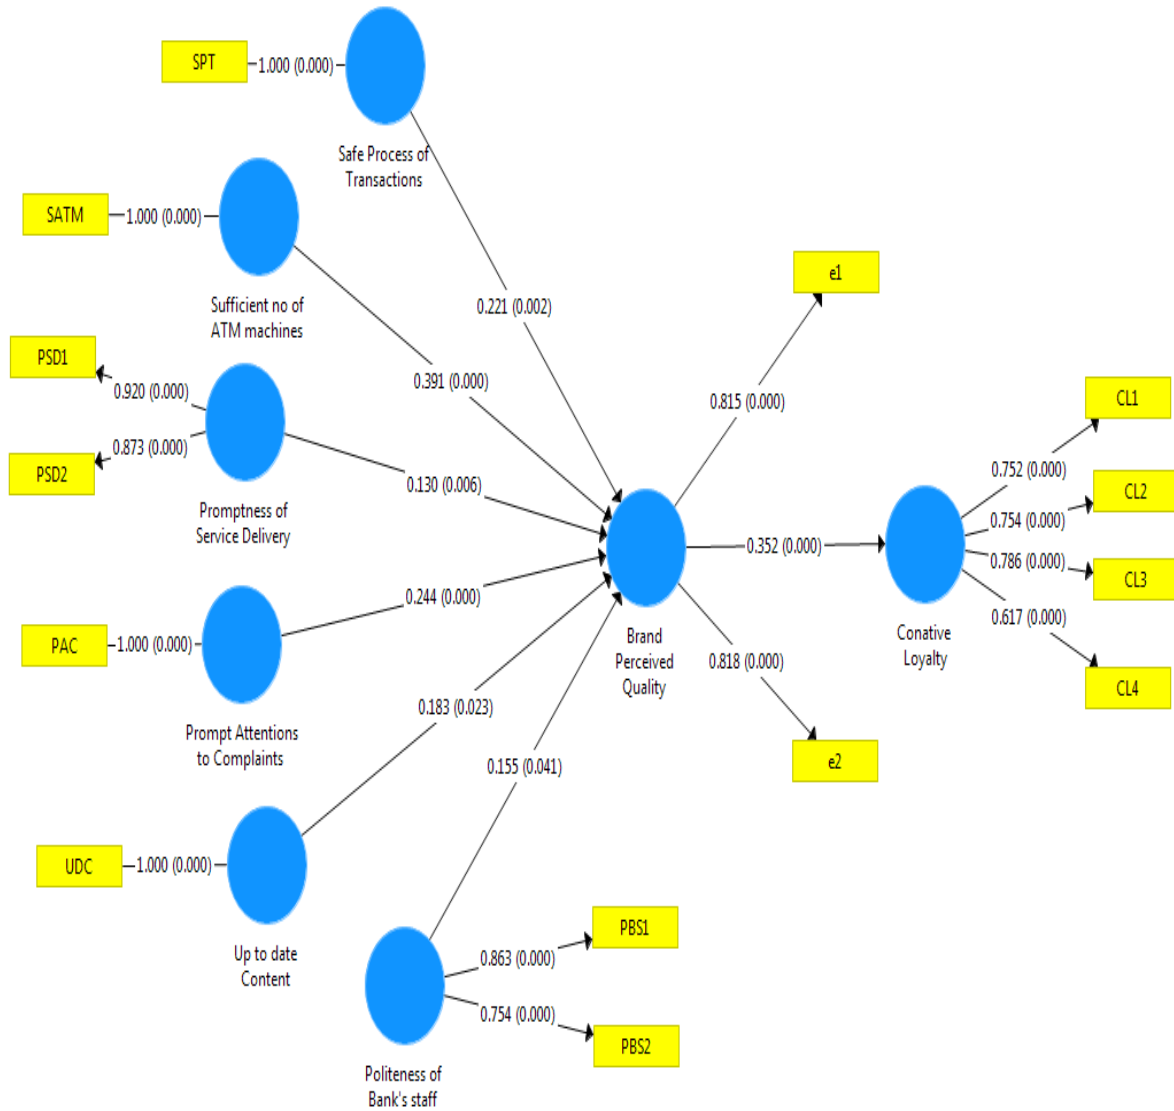 SPT
1.000 (0.000)
Safe Process of
Transactions
SATM
1.000 (0.000)
Sufficient no of
ATM machines
e1
0.221 (0.002)
PSD1
0.920 (0.000)
0.391 (0.000)
0.815 (0.000)
CL1
PSD2
0.873 (0.000)
0.752 (0.000)
CL2
Promptness of
Service Delivery
0.130 (0.006)
0.754 (0.000)
0.352 (0.000)
0.786 (0.000)
CL3
0.244 (0.000)
0.617 (0.000)
PAC
1.000 (0.000)
Brand
Perceived
Quality
Conative
Loyalty
0.818 (0.000)
CL4
Prompt Attentions
to Complaints
0.183 (0.023)
0.155 (0.041)
e2
UDC
1.000 (0.000)
Up to date
Content
PBS1
0.863 (0.000)
0.754 (0.000)
PBS2
Politeness of
Bank's staff